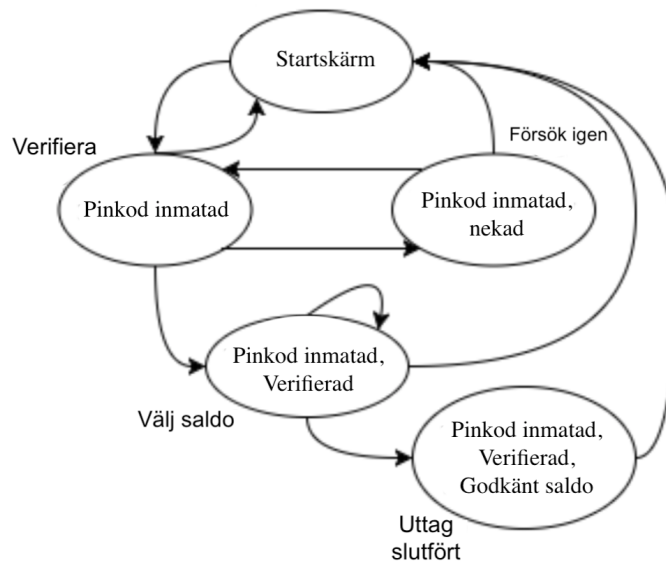 Startskärm
Verifiera
Försök igen
Pinkod inmatad
Pinkod inmatad,
nekad
Pinkod inmatad,
Verifierad
Välj saldo
Pinkod inmatad,
Verifierad,
Godkänt saldo
Uttag
slutfört